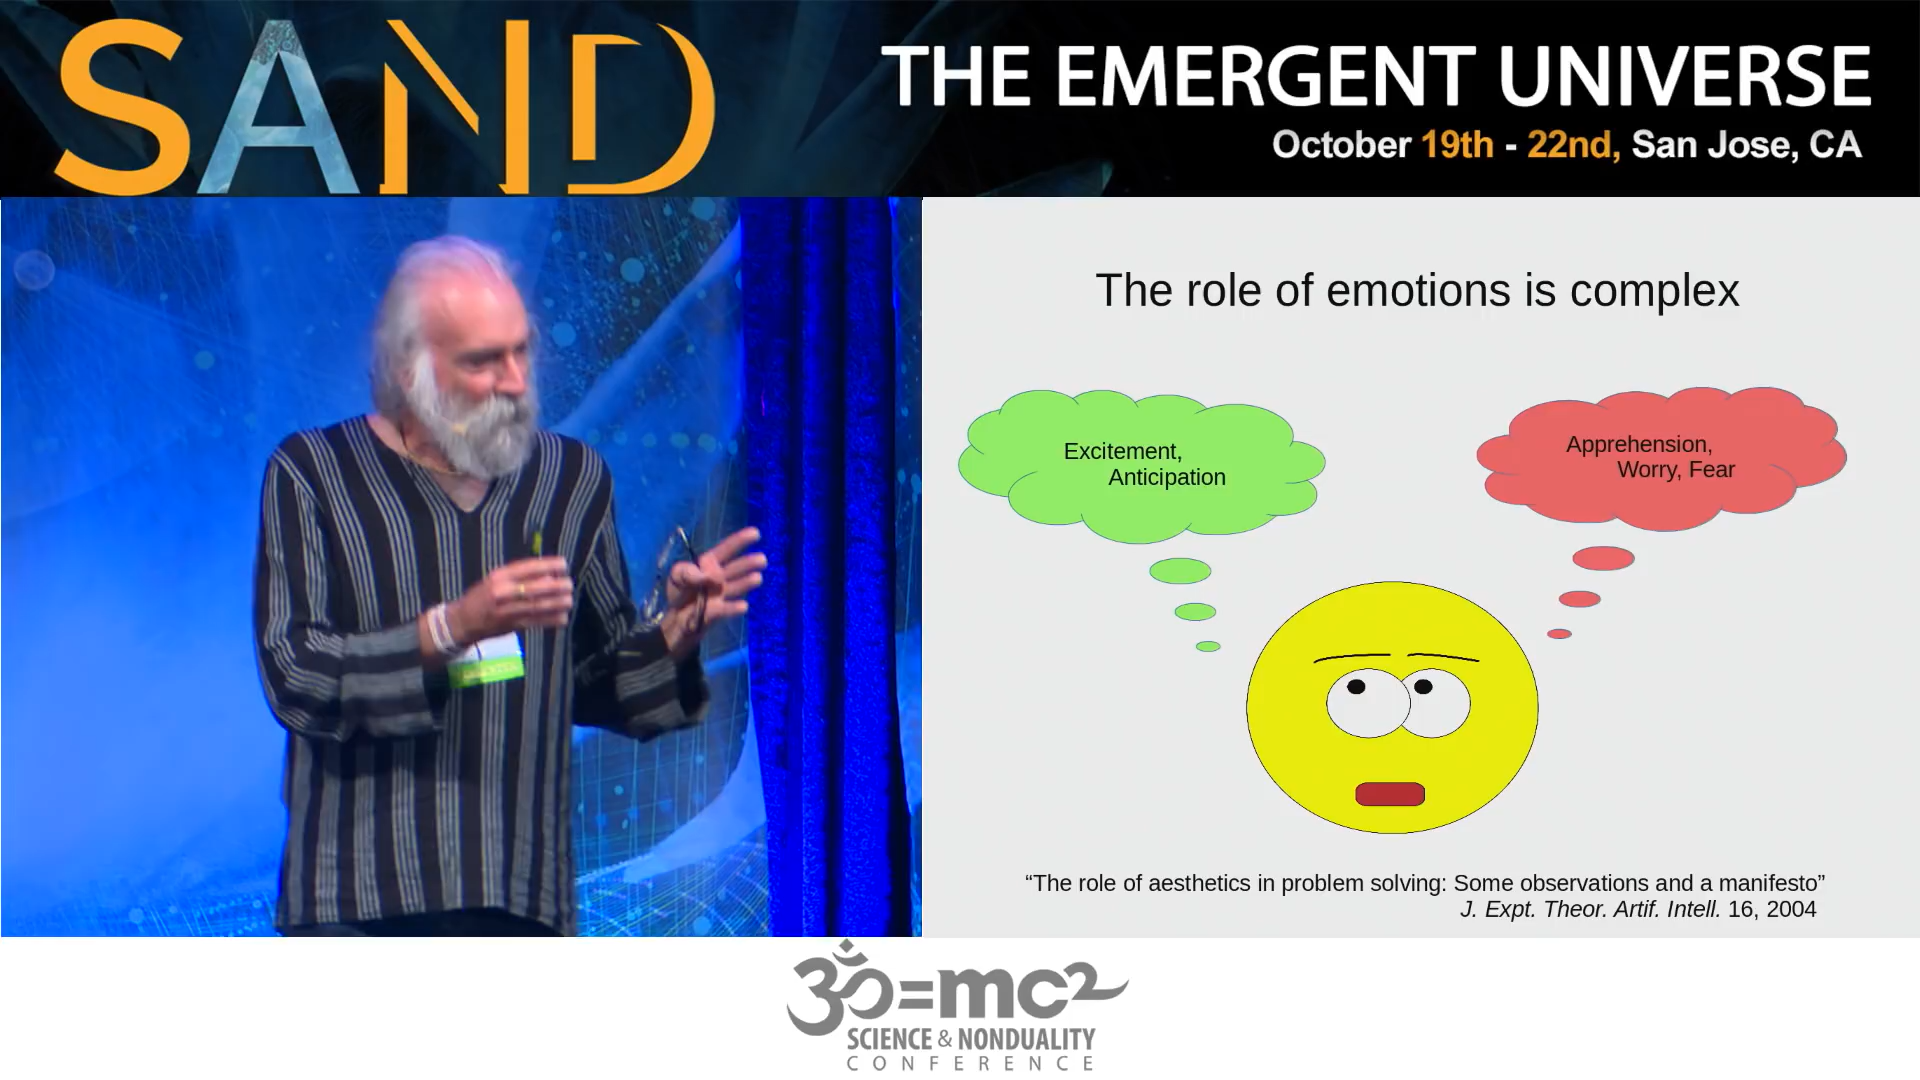 SAND
THE EMERGENT UNIVERSE
October 19th - 22nd, San Jose, CA
The role of emotions is complex
Excitement,
Anticipation
Apprehension,
Worry, Fear
“The role of aesthetics in problem solving: Some observations and a manifesto”
J. Expt. Theor. Artif. Intell. 16, 2004
ॐ=mc²
SCIENCE & NONDUALITY
CONFERENCE